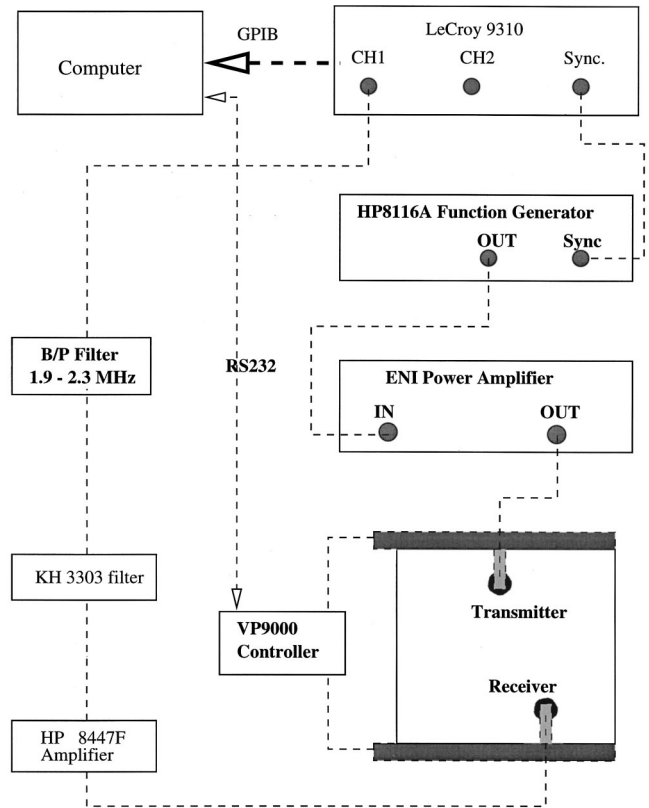 LeCroy 9310
GPIB
CH1
CH2
Sync.
Computer
HP8116A Function Generator
OUT
Sync
B/P Filter
1.9 - 2.3 MHz
RS232
ENI Power Amplifier
IN
OUT
KH 3303 filter
Transmitter
VP9000
Controller
Receiver
HP 8447F
Amplifier